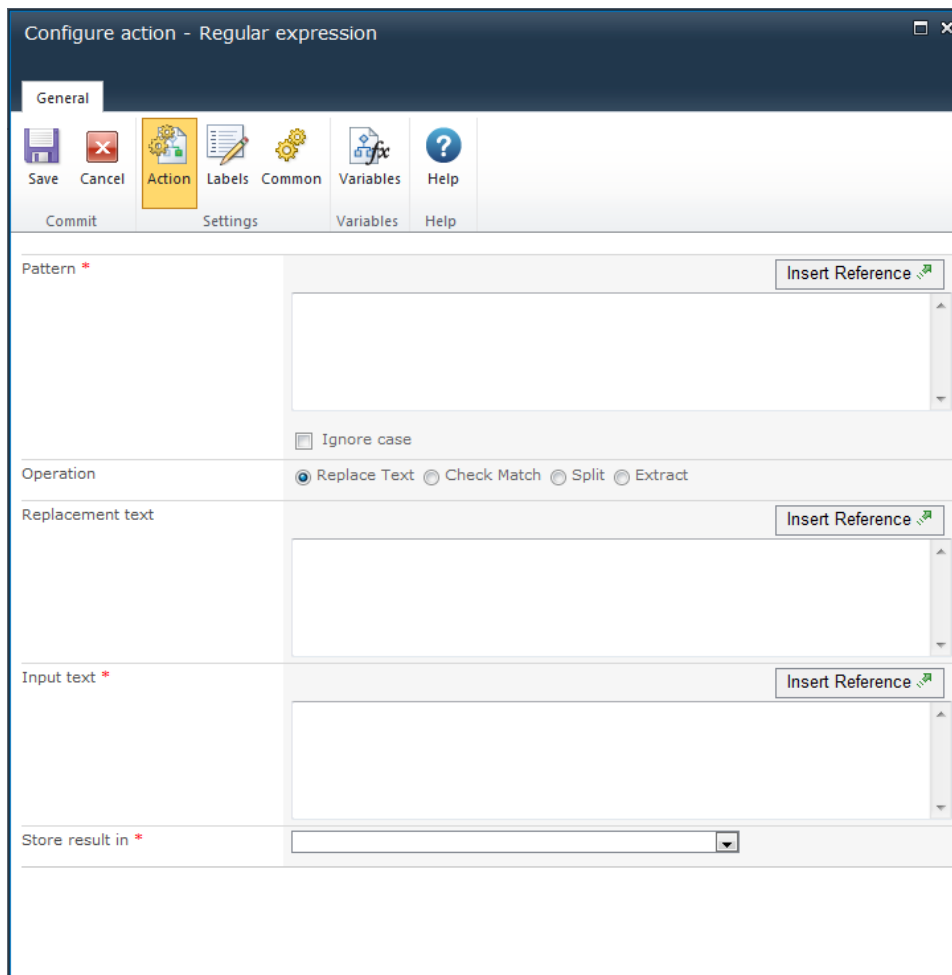 Configure action - Regular expression
General
Save Cancel Action Labels Common Variables Help
Commit Settings Variables Help
Pattern *
Insert Reference
Ignore case
Operation
Replace Text Check Match Split Extract
Replacement text
Insert Reference
Input text *
Insert Reference
Store result in *